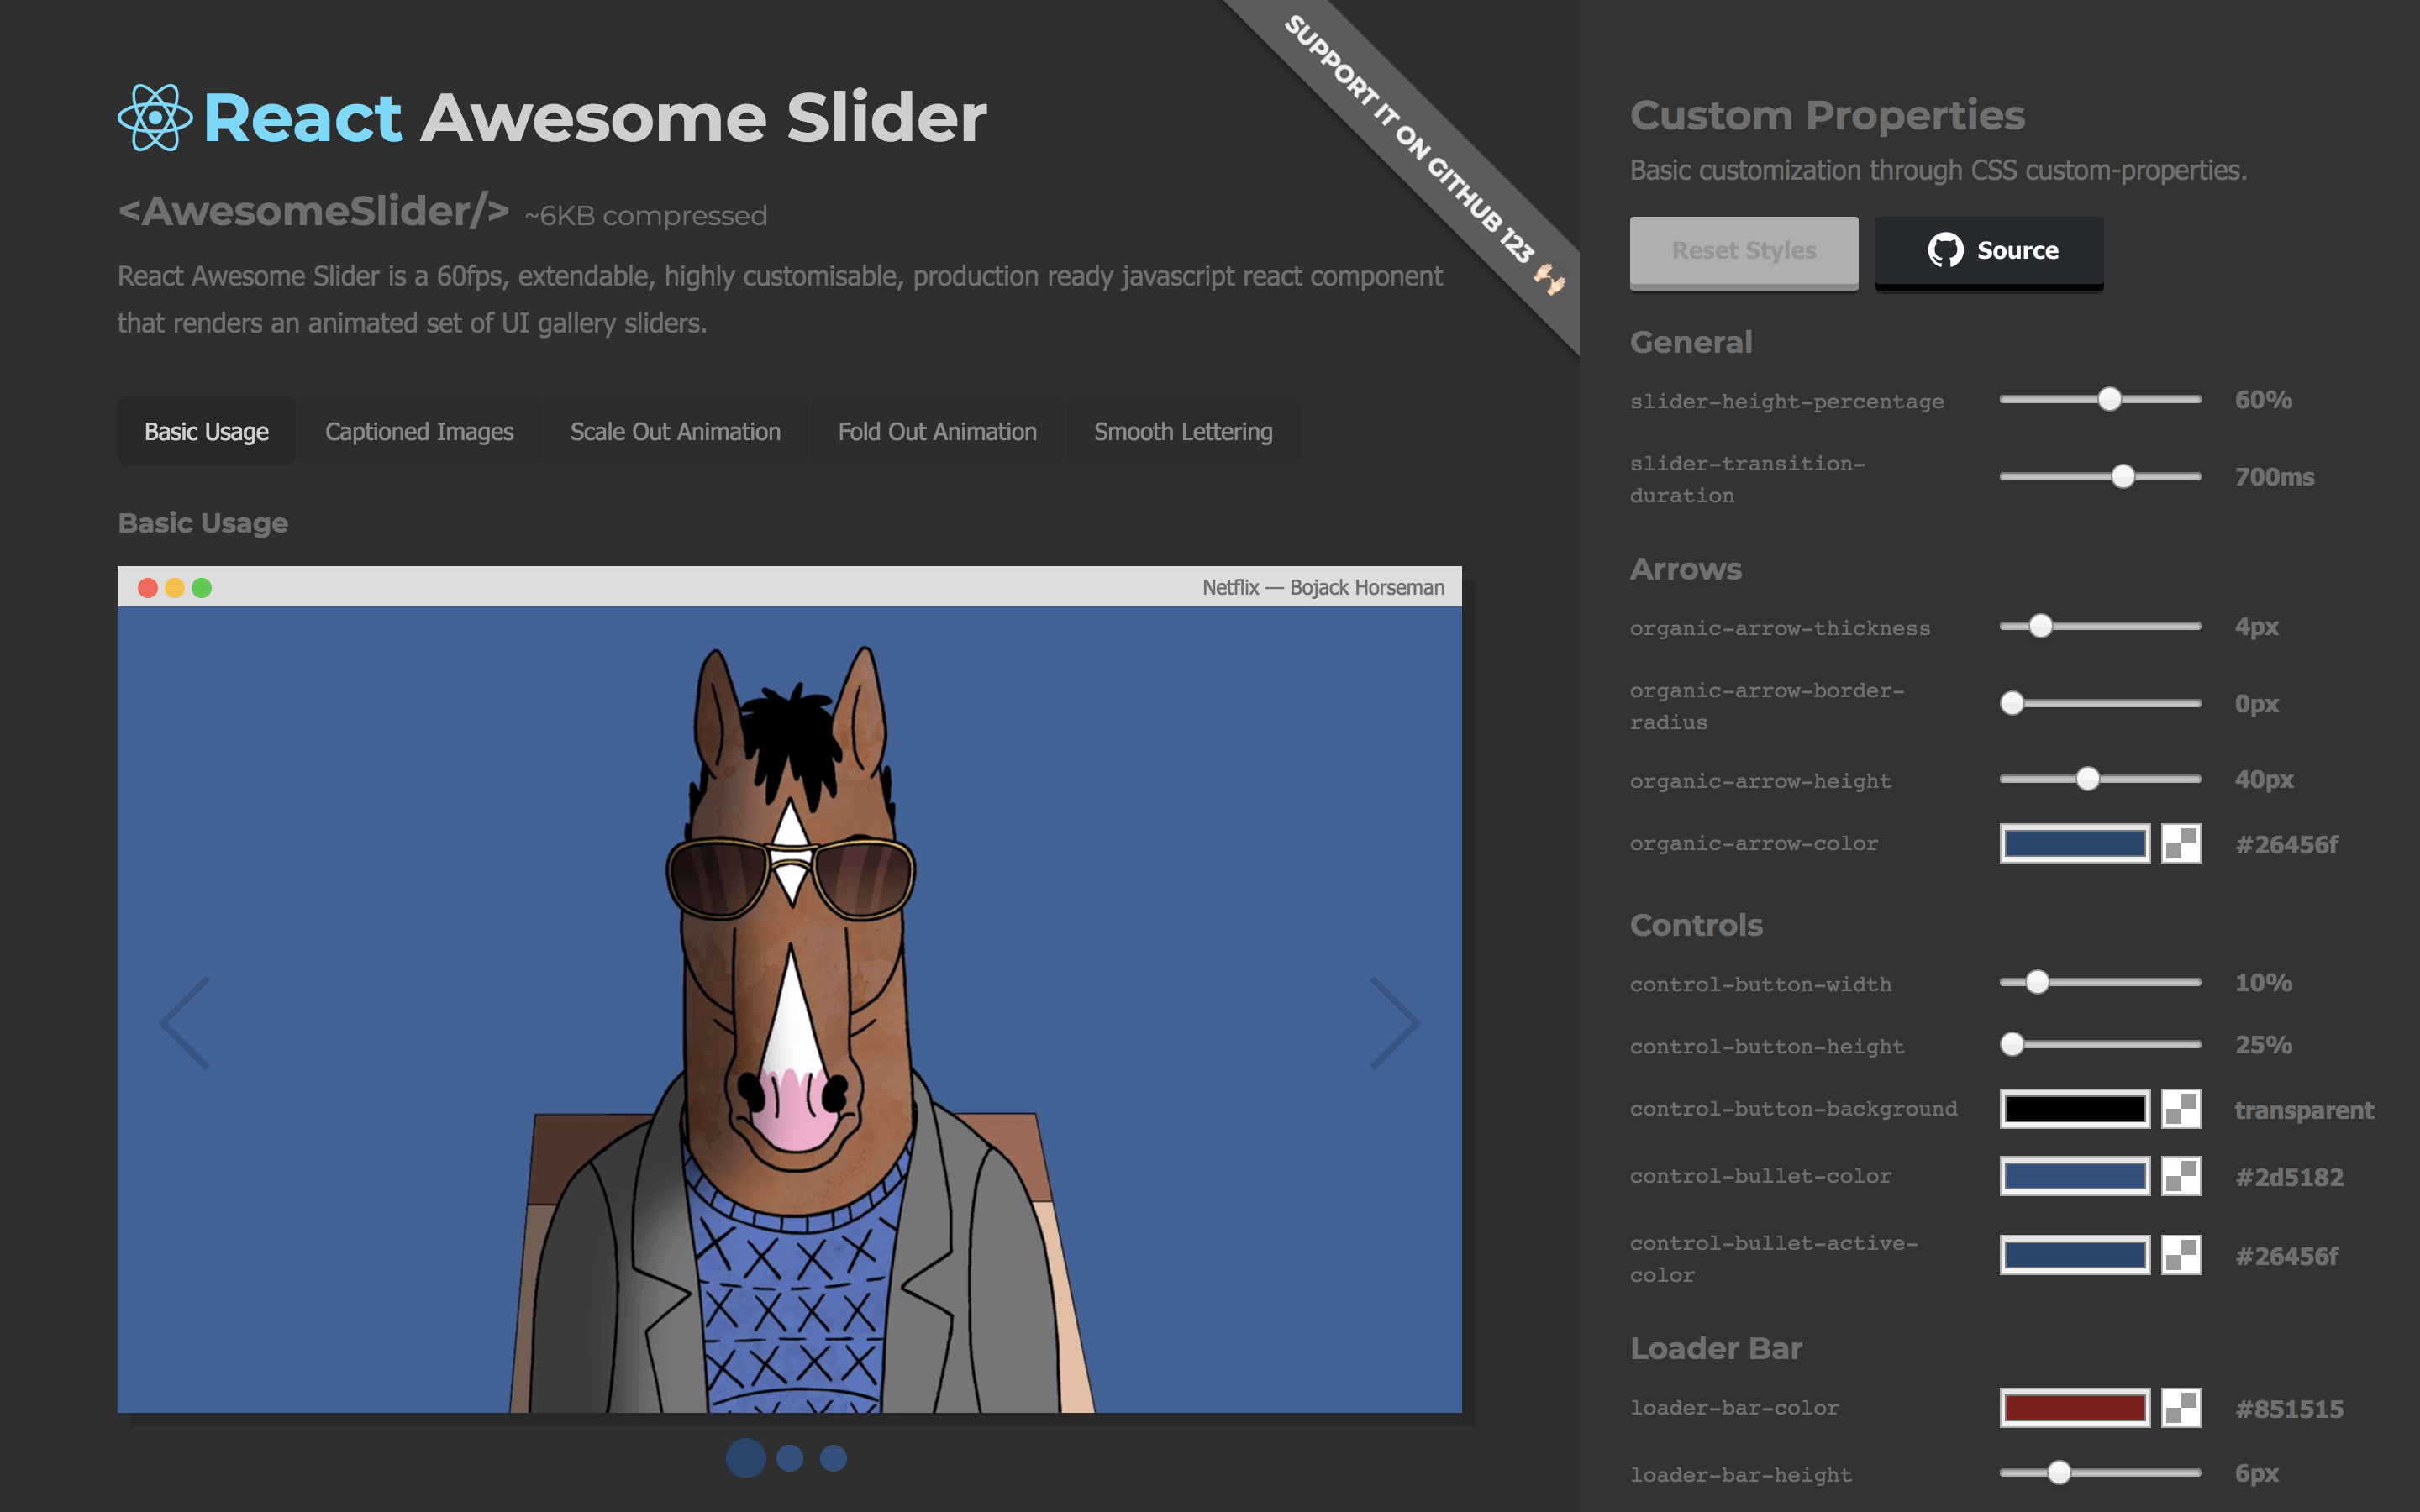 React Awesome Slider
<AwesomeSlider/> ~6KB compressed
React Awesome Slider is a 60fps, extendable, highly customisable, production ready javascript react component
that renders an animated set of UI gallery sliders.
SUPPORT IT ON GITHUB 123 🙌🏻
Basic Usage
Captioned Images
Scale Out Animation
Fold Out Animation
Smooth Lettering
Basic Usage
Netflix — Bojack Horseman
Custom Properties
Basic customization through CSS custom-properties.
Reset Styles
Source
General
slider-height-percentage 60%
slider-transition-
duration 700ms
Arrows
organic-arrow-thickness 4px
organic-arrow-border-
radius 0px
organic-arrow-height 40px
organic-arrow-color #26456f
Controls
control-button-width 10%
control-button-height 25%
control-button-background transparent
control-bullet-color #2d5182
control-bullet-active-
color #26456f
Loader Bar
loader-bar-color #851515
loader-bar-height 6px